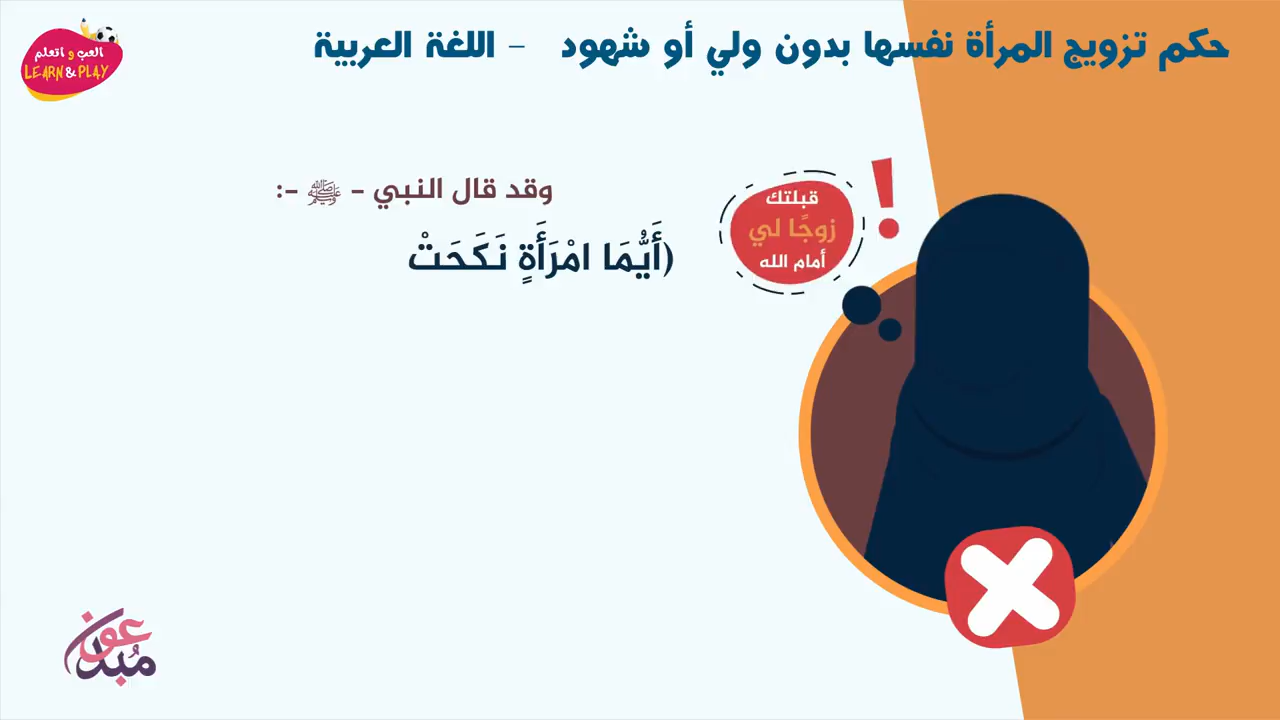 حكم تزويج المرأة نفسها بدون ولي أو شهود – اللغة العربية
العب و اتعلم
LEARN & PLAY
وقد قال النبي - ﷺ -:
(أَيُّمَا امْرَأَةٍ نَكَحَتْ
قبلتك
زوجًا لي
أمام الله
!
مُبدعون